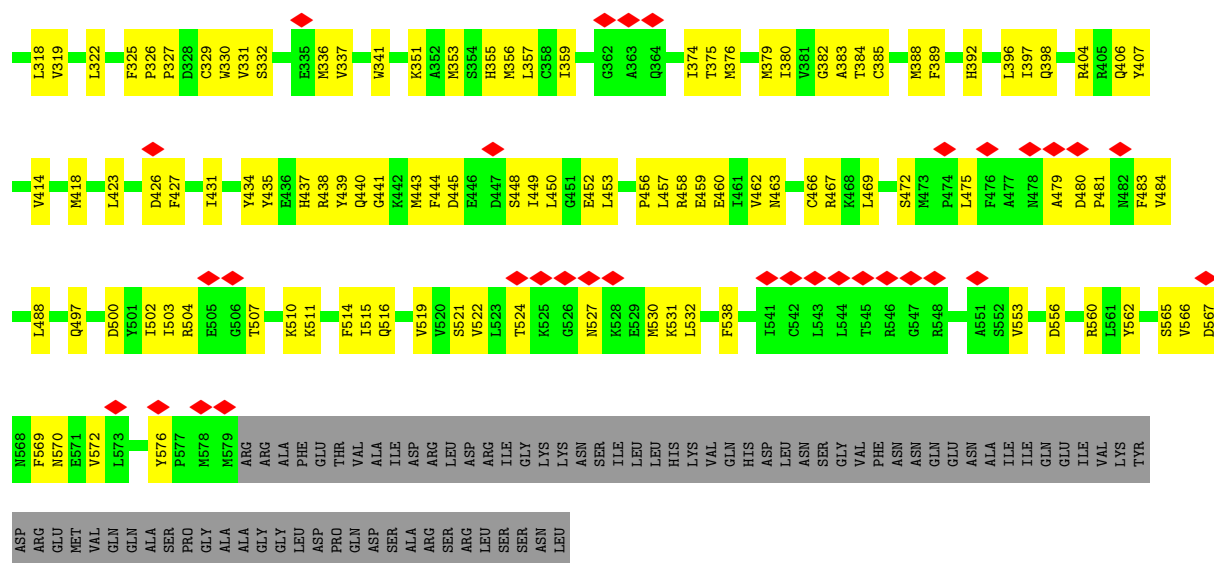 L318 V319 L322 F325 P326 P327 D328 C329 W330 V331 S332 E335 M336 V337 W341 K351 A352 M353 S354 H355 M356 L357 C358 I359 G362 A363 Q364 I374 T375 M376 M379 I380 V381 G382 A383 T384 C385 M388 F389 H392 L396 I397 Q398 R404 R405 Q406 Y407
V414 M418 L423 D426 F427 I431 Y434 Y435 E436 H437 R438 Y439 Q440 G441 K442 M443 F444 D445 E446 D447 S448 I449 L450 G451 E452 L453 P456 L457 R458 E459 E460 I461 V462 N463 C466 R467 K468 L469 S472 M473 P474 L475 F476 A477 N478 A479 D480 P481 N482 F483 V484
L488 Q497 D500 Y501 I502 I503 R504 E505 G506 T507 K510 K511 F514 I515 Q516 V519 V520 S521 V522 L523 T524 K525 G526 N527 K528 E529 M530 K531 L532 F538 I541 C542 L543 L544 T545 R546 G547 R548 A551 S552 V553 D556 R560 L561 Y562 S565 V566 D567
N568 F569 N570 E571 V572 L573 Y576 P577 M578 M579 ARG ARG ALA PHE GLU THR VAL ALA ILE ASP ARG LEU ASP ARG ILE GLY LYS LYS ASN SER ILE LEU LEU HIS LYS VAL GLN HIS ASP LEU ASN SER GLY VAL PHE ASN ASN GLN GLU ASN ALA ILE ILE GLN GLU ILE VAL LYS TYR
ASP ARG GLU MET VAL GLN GLN ALA SER PRO GLY ALA ALA GLY GLY LEU ASP PRO GLN ASP SER ALA ARG SER ARG LEU SER SER ASN LEU